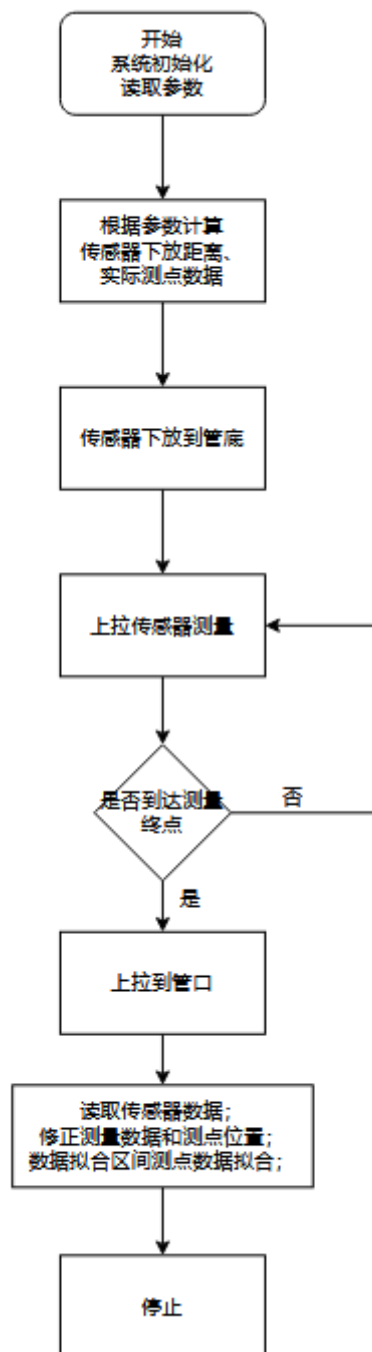 开始
系统初始化
读取参数
根据参数计算
传感器下放距离、
实际测点数据
传感器下放到管底
上拉传感器测量
是否到达测量
终点
否
是
上拉到管口
读取传感器数据；
修正测量数据和测点位置；
数据拟合区间测点数据拟合；
停止